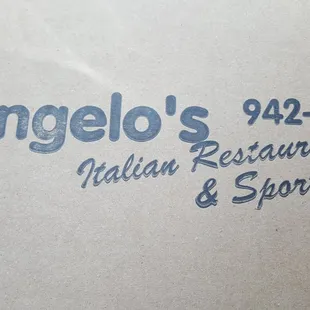 ngelo's 942-
Italian Restaur
& Spor